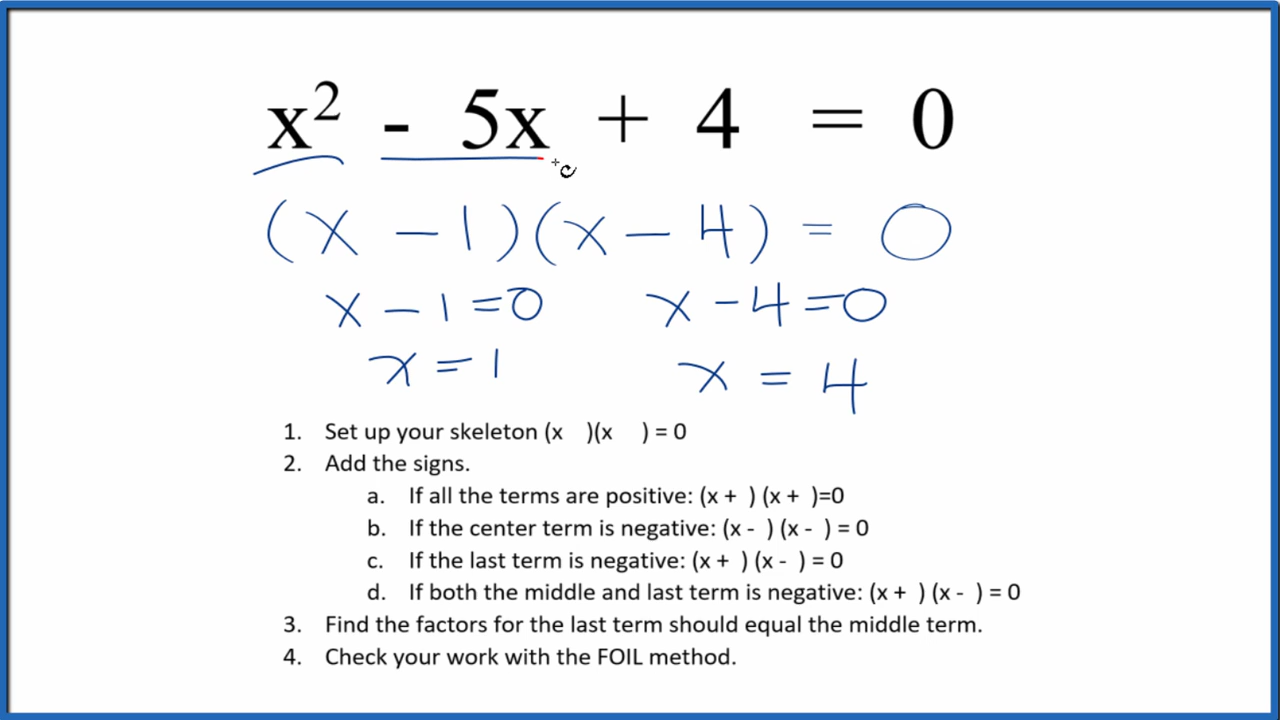 x² - 5x + 4 = 0
(x - 1)(x - 4) = 0
x - 1 = 0 x - 4 = 0
x = 1 x = 4
1. Set up your skeleton (x )(x ) = 0
2. Add the signs.
a. If all the terms are positive: (x + ) (x + )=0
b. If the center term is negative: (x - ) (x - ) = 0
c. If the last term is negative: (x + ) (x - ) = 0
d. If both the middle and last term is negative: (x + ) (x - ) = 0
3. Find the factors for the last term should equal the middle term.
4. Check your work with the FOIL method.